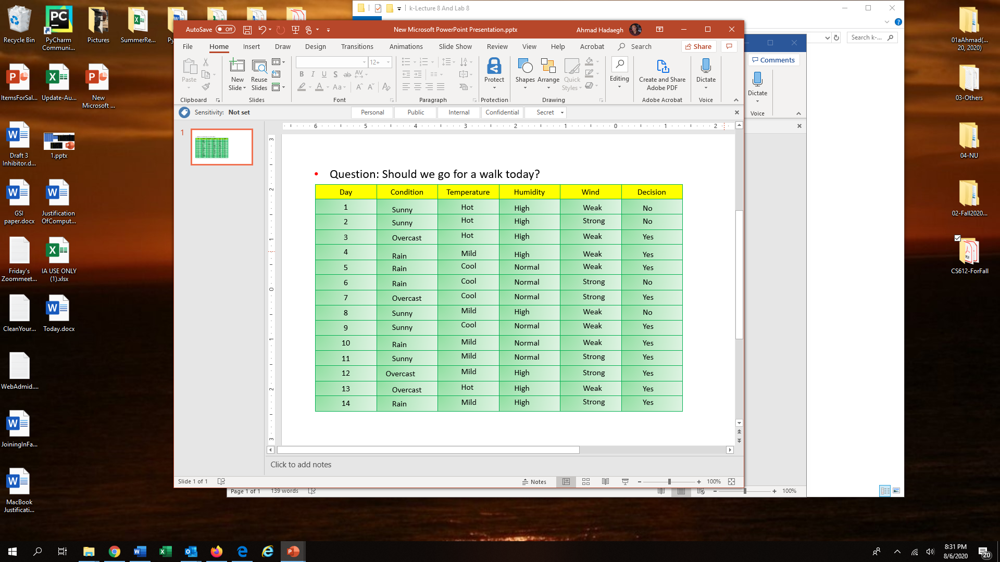 k-Lecture 8 And Lab 8
AutoSave Off New Microsoft PowerPoint Presentation.pptx Ahmad Hadaegh
File Home Insert Draw Design Transitions Animations Slide Show Review View Help Acrobat Search Share
Paste New Slide Reuse Slides 12+ Protect Shapes Arrange Quick Styles Editing Create and Share Adobe PDF Dictate
Clipboard Slides Font Paragraph Protection Drawing Adobe Acrobat Voice
Sensitivity: Not set Personal Public Internal Confidential Secret
Search k-...
Comments
Dictate
Voice
1
Question: Should we go for a walk today?
Day Condition Temperature Humidity Wind Decision
1 Sunny Hot High Weak No
2 Sunny Hot High Strong No
3 Overcast Hot High Weak Yes
4 Rain Mild High Weak Yes
5 Rain Cool Normal Weak Yes
6 Rain Cool Normal Strong No
7 Overcast Cool Normal Strong Yes
8 Sunny Mild High Weak No
9 Sunny Cool Normal Weak Yes
10 Rain Mild Normal Weak Yes
11 Sunny Mild Normal Strong Yes
12 Overcast Mild High Strong Yes
13 Overcast Hot High Weak Yes
14 Rain Mild High Strong Yes
Click to add notes
Slide 1 of 1 Notes 100%
Page 1 of 1 139 words 100%
Recycle Bin
PyCharm Communi...
Pictures
SummerRe...
ItemsForSal...
Update-Au...
New Microsoft ...
Draft 3 Inhibitor.d...
1.pptx
GSI paper.docx
Justification OfComput...
Friday's Zoommeet...
IA USE ONLY (1).xlsx
CleanYour...
Today.docx
WebAdmid....
JoiningInFa...
MacBook Justificati...
01aAhmad(... 20, 2020)
03-Others
04-NU
02-Fall2020...
CS612-ForFall
8:31 PM
8/6/2020
20